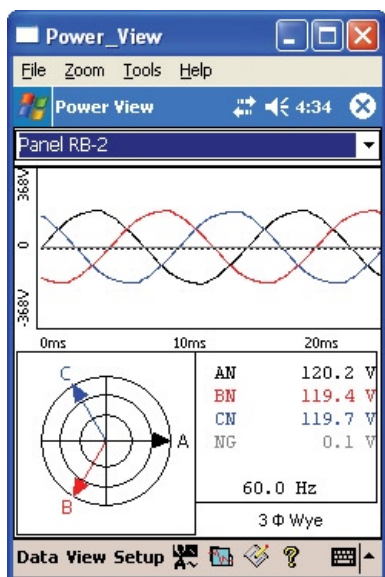 Power_View
File Zoom Tools Help
Power View 4:34
Panel RB-2
368V
0
-368V
0ms 10ms 20ms
C
A
B
AN 120.2 V
BN 119.4 V
CN 119.7 V
NG 0.1 V
60.0 Hz
3 Φ Wye
Data View Setup